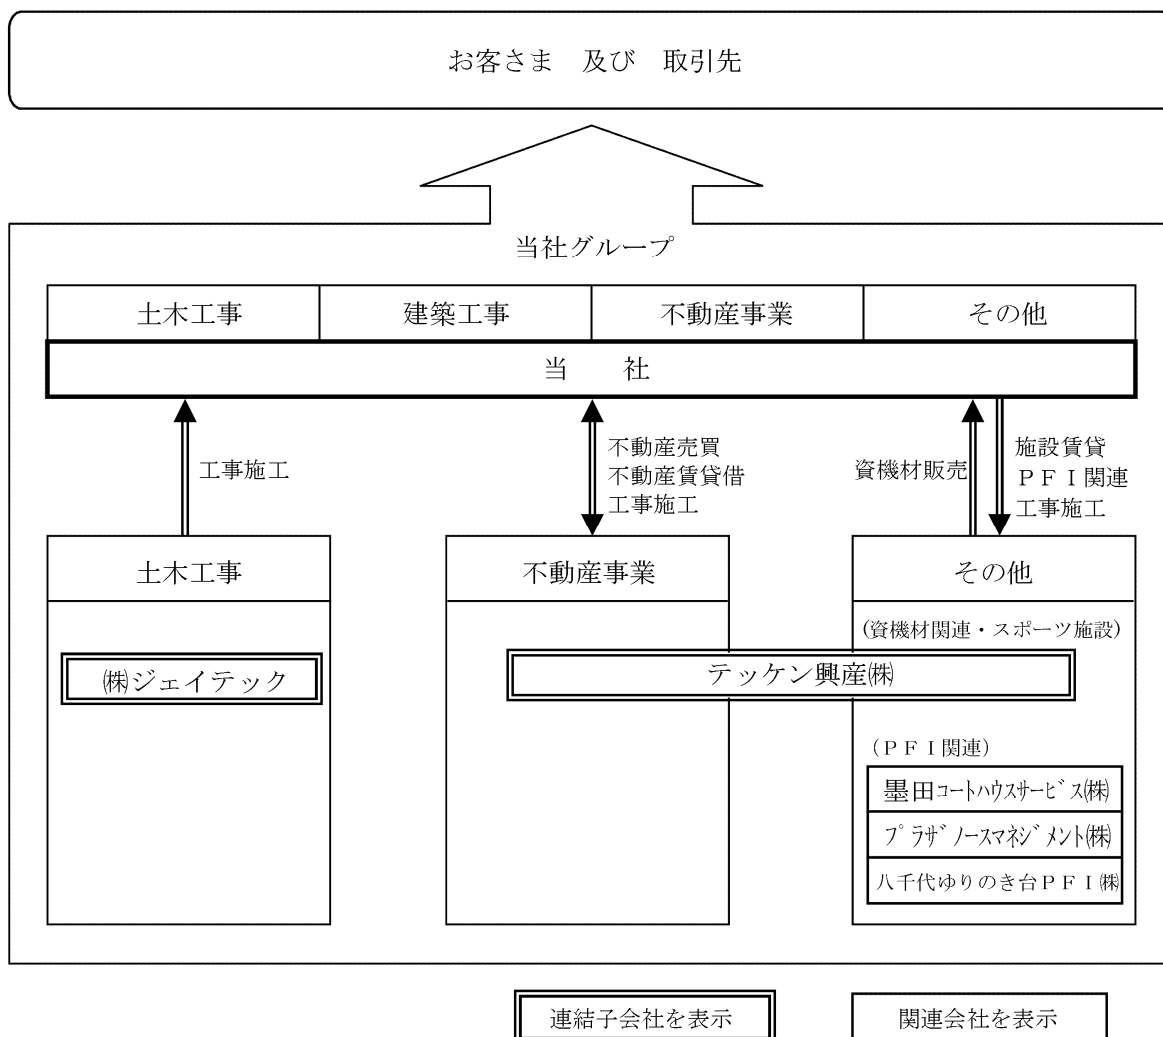 お客さま 及び 取引先
当社グループ
土木工事 建築工事 不動産事業 その他
当 社
工事施工
不動産売買
不動産賃貸借
工事施工
資機材販売
施設賃貸
ＰＦＩ関連
工事施工
土木工事 不動産事業 その他
(資機材関連・スポーツ施設)
㈱ジェイテック
テッケン興産㈱
(ＰＦＩ関連)
墨田ｺｰﾄﾊｳｽｻｰﾋﾞｽ㈱
ﾌﾟﾗｻﾞﾉｰｽﾏﾈｼﾞﾒﾝﾄ㈱
八千代ゆりのき台ＰＦＩ㈱
連結子会社を表示 関連会社を表示